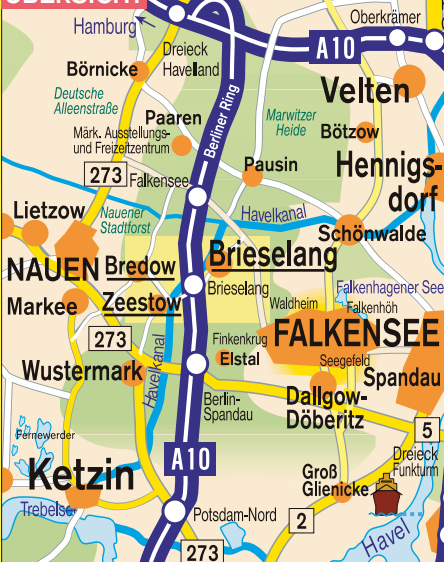 ÜBERSICHT
Hamburg
Oberkrämer
A10
Dreieck
Havelland
Börnicke
Deutsche
Alleenstraße
Velten
Paaren
Märk. Ausstellungs-
und Freizeitzentrum
Berliner Ring
Marwitzer
Heide
Bötzow
Hennigs-
dorf
273
Falkensee
Pausin
Lietzow
Nauener
Stadtforst
Havelkanal
Schönwalde
NAUEN
Bredow
Brieselang
Brieselang
Falkenhagener See
Markee
Zeestow
Waldheim
Falkenhöh
273
Finkenkrug
FALKENSEE
Havelkanal
Elstal
Seegefeld
Wustermark
Spandau
Berlin-
Spandau
Dallgow-
Döberitz
5
Fernewerder
Ketzin
A10
Dreieck
Funkturm
Groß
Glienicke
Trebelsee
Potsdam-Nord
2
Havel
273